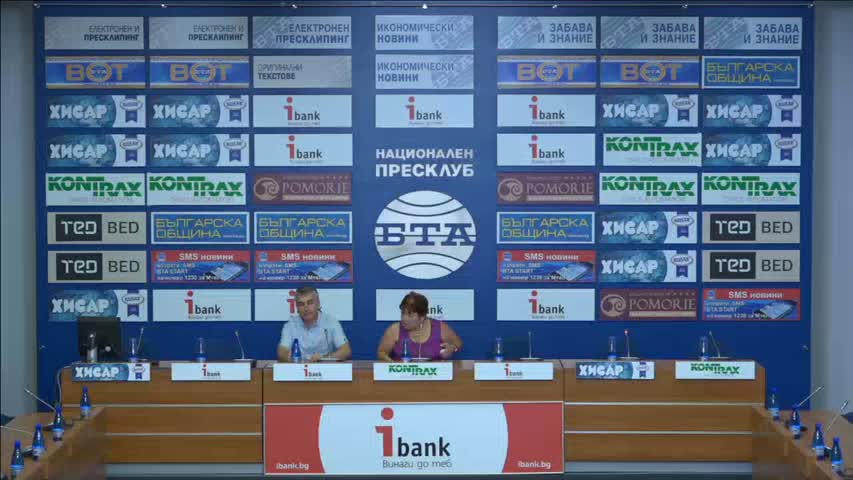 ЕЛЕКТРОНЕН И
ПРЕСКЛИПИНГ
ЕЛЕКТРОНЕН И
ПРЕСКЛИПИНГ
ЕЛЕКТРОНЕН
ПРЕСКЛИПИНГ
ИКОНОМИЧЕСКИ
НОВИНИ
ЗАБАВА
И ЗНАНИЕ
ЗАБАВА
И ЗНАНИЕ
ЗАБАВА
И ЗНАНИЕ
ВОТ
ВОТ
ОРИГИНАЛНИ
ТЕКСТОВЕ
ИКОНОМИЧЕСКИ
НОВИНИ
ВОТ
ВОТ
БЪЛГАРСКА
ОБЩИНА
ХИСАР
ХИСАР
ibank
ibank
ibank
ХИСАР
ХИСАР
ХИСАР
ХИСАР
ibank
ibank
KONTRAX
ХИСАР
НАЦИОНАЛЕН
ПРЕСКЛУБ
БТА
KONTRAX
KONTRAX
POMORIE
POMORIE
KONTRAX
KONTRAX
TED BED
БЪЛГАРСКА
ОБЩИНА
БЪЛГАРСКА
ОБЩИНА
БЪЛГАРСКА
ОБЩИНА
ХИСАР
TED BED
TED BED
SMS НОВИНИ
SMS НОВИНИ
SMS НОВИНИ
ХИСАР
TED BED
ХИСАР
ibank
POMORIE
SMS НОВИНИ
ХИСАР
ibank
ibank
KONTRAX
ibank
ХИСАР
KONTRAX
ibank
Винаги до теб
ibank.bg
ibank.bg